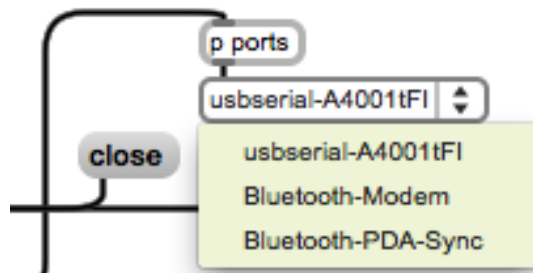 p ports
usbserial-A4001tFI
close
usbserial-A4001tFI
Bluetooth-Modem
Bluetooth-PDA-Sync